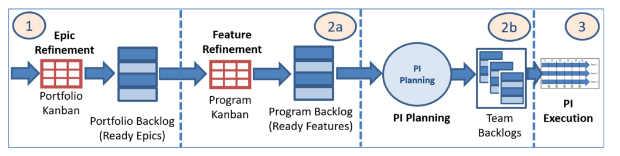 1
2a
2b
3
Epic
Refinement
Portfolio
Kanban
Portfolio Backlog
(Ready Epics)
Feature
Refinement
Program
Kanban
Program Backlog
(Ready Features)
PI
Planning
PI Planning
Team
Backlogs
PI
Execution